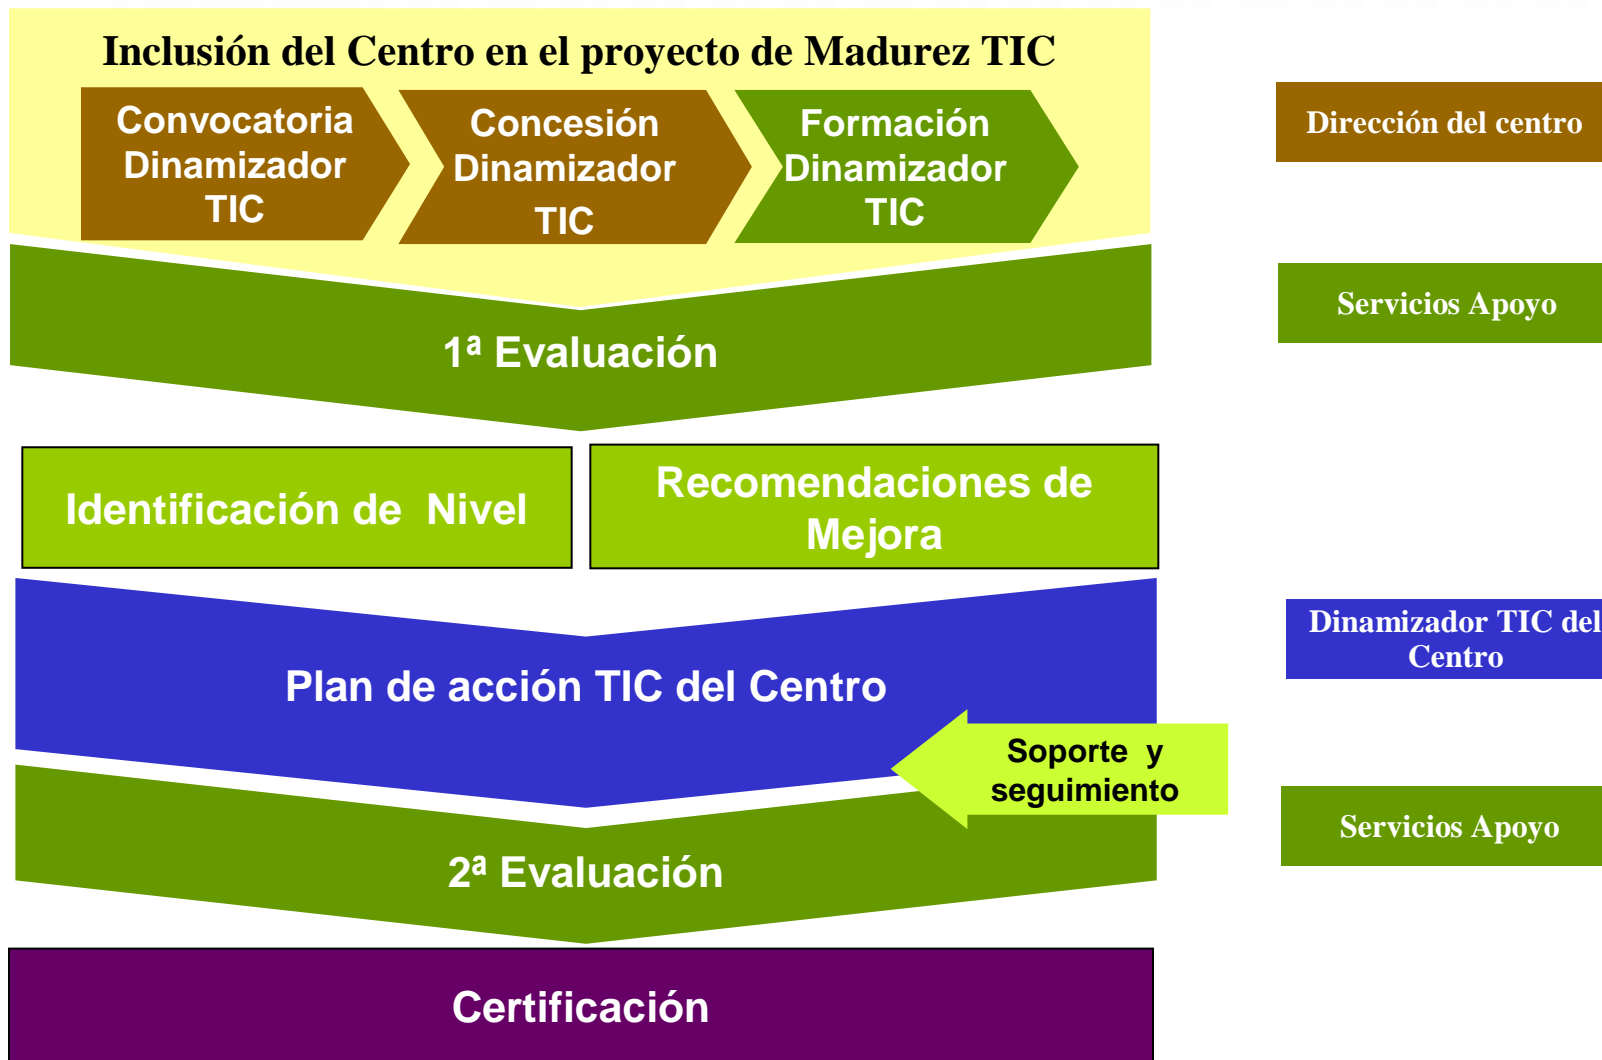 Inclusión del Centro en el proyecto de Madurez TIC
Convocatoria
Dinamizador
TIC
Concesión
Dinamizador
TIC
Formación
Dinamizador
TIC
Dirección del centro
1ª Evaluación
Servicios Apoyo
Identificación de  Nivel
Recomendaciones de
Mejora
Plan de acción TIC del Centro
Dinamizador TIC del
Centro
Soporte  y
seguimiento
2ª Evaluación
Servicios Apoyo
Certificación